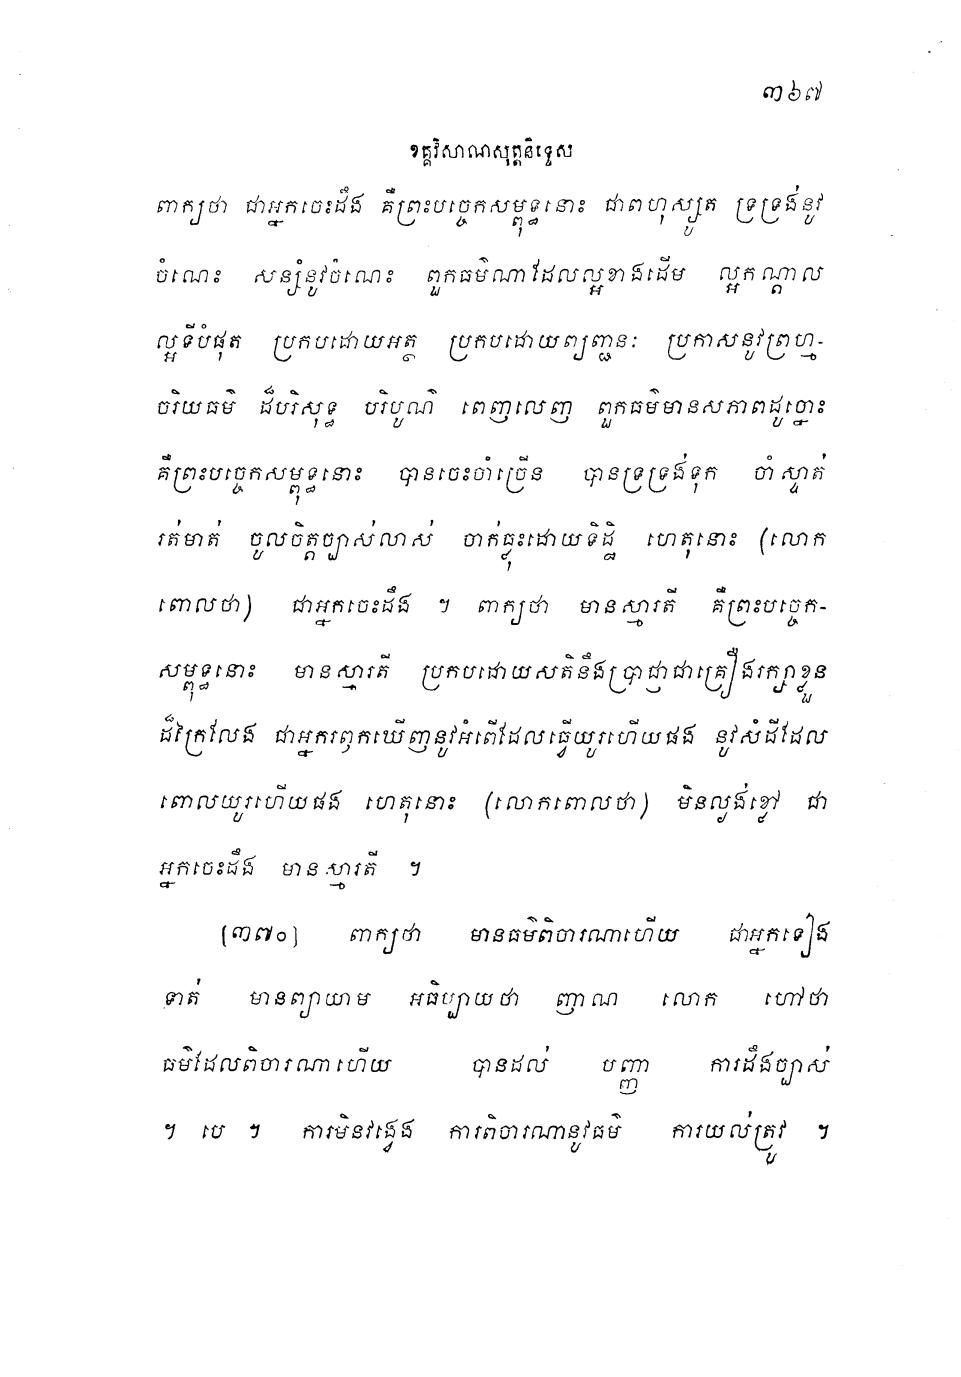 ៣៦៧
ខគ្គវិសាណសុត្តនិទ្ទេស
ពាក្យថា ជាអ្នកចេះដឹង គឺព្រះបច្ចេកសម្ពុទ្ធនោះ ជាពហុស្សូត ទ្រទ្រង់នូវ
ចំណេះ សន្សំនូវចំណេះ ពួកធម៌ណាដែលល្អខាងដើម ល្អកណ្តាល
ល្អទីបំផុត ប្រកបដោយអត្ថ ប្រកបដោយព្យញ្ជនៈ ប្រកាសនូវព្រហ្ម-
ចរិយធម៌ ដ៏បរិសុទ្ធ បរិបូណ៌ ពេញលេញ ពួកធម៌មានសភាពដូច្នោះ
គឺព្រះបច្ចេកសម្ពុទ្ធនោះ បានចេះចាំច្រើន បានទ្រទ្រង់ទុក ចាំស្ទាត់
រត់មាត់ ចូលចិត្តច្បាស់លាស់ ចាក់ធ្លុះដោយទិដ្ឋិ ហេតុនោះ (លោក
ពោលថា) ជាអ្នកចេះដឹង ។ ពាក្យថា មានស្មារតី គឺព្រះបច្ចេក-
សម្ពុទ្ធនោះ មានស្មារតី ប្រកបដោយសតិនឹងប្រាជ្ញាជាគ្រឿងរក្សាខ្លួន
ដ៏ក្រៃលែង ជាអ្នករឭកឃើញនូវអំពើដែលធ្វើយូរហើយផង នូវសំដីដែល
ពោលយូរហើយផង ហេតុនោះ (លោកពោលថា) មិនល្ងង់ខ្លៅ ជា
អ្នកចេះដឹង មានស្មារតី ។
[៣៧០] ពាក្យថា មានធម៌ពិចារណាហើយ ជាអ្នកទៀង
ទាត់ មានព្យាយាម អធិប្បាយថា ញាណ លោក ហៅថា
ធម៌ដែលពិចារណាហើយ បានដល់ បញ្ញា ការដឹងច្បាស់
។ បេ ។ ការមិនវង្វេង ការពិចារណានូវធម៌ ការយល់ត្រូវ ។